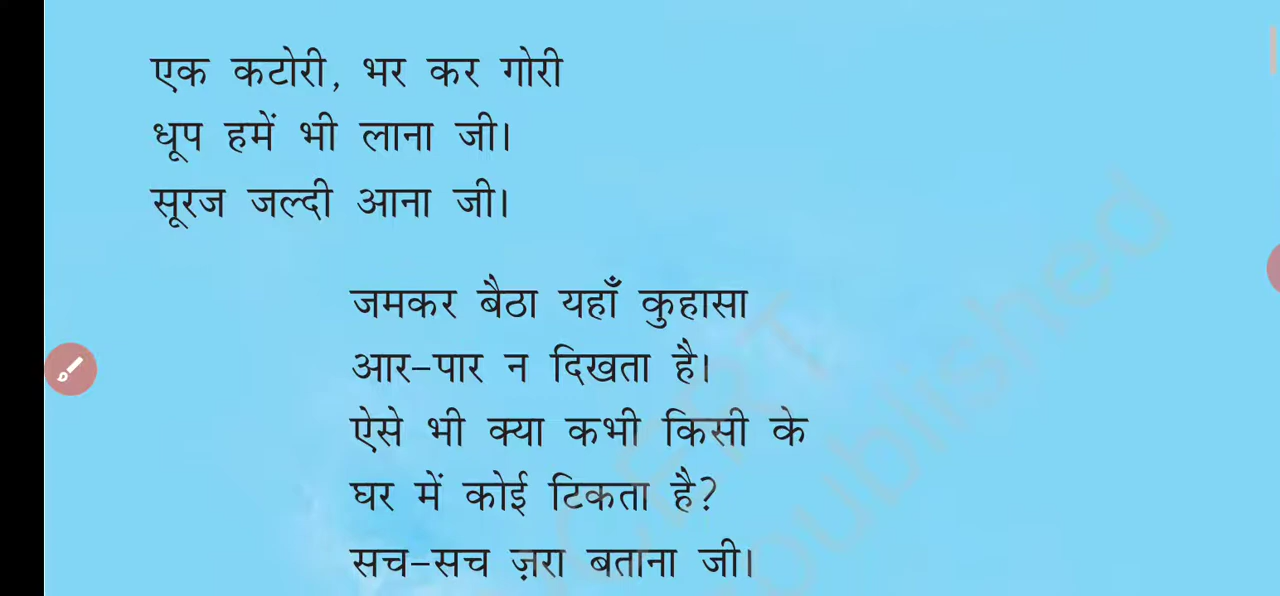 एक कटोरी, भर कर गोरी
धूप हमें भी लाना जी।
सूरज जल्दी आना जी।
जमकर बैठा यहाँ कुहासा
आर-पार न दिखता है।
ऐसे भी क्या कभी किसी के
घर में कोई टिकता है?
सच-सच ज़रा बताना जी।